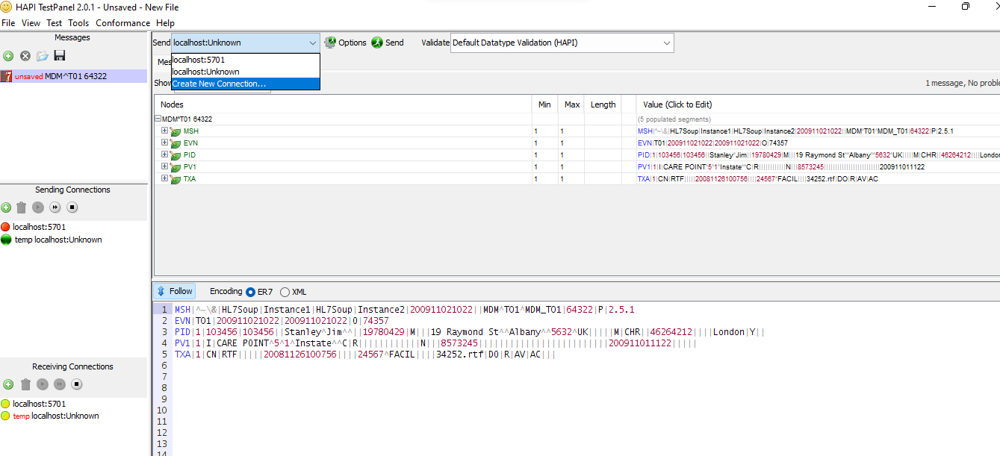 HAPI TestPanel 2.0.1 - Unsaved - New File
File View Test Tools Conformance Help
Messages
unsaved MDM^T01 64322
Sending Connections
localhost:5701
temp localhost:Unknown
Receiving Connections
localhost:5701
temp localhost:Unknown
Send localhost:Unknown Options Send Validate Default Datatype Validation (HAPI)
localhost:5701
localhost:Unknown
Create New Connection...
Mes
Show
1 message, No proble
Nodes Min Max Length Value (Click to Edit)
MDM^T01 64322 (5 populated segments)
MSH 1 1 MSH|^~\&|HL7Soup|Instance1|HL7Soup|Instance2|200911021022||MDM^T01^MDM_T01|64322|P|2.5.1
EVN 1 1 EVN|T01|200911021022|200911021022|O|74357
PID 1 1 PID|1|103456|103456||Stanley^Jim^^||19780429|M|||19 Raymond St^^Albany^^5632^UK|||||M|CHR||46264212||||London
PV1 1 1 PV1|1|I|CARE POINT^5^1^Instate^^C|R||||||||||||N|||8573245|||||||||||||||||||||||||200911011122
TXA 1 1 TXA|1|CN|RTF|||||20081126100756||||24567^FACIL||||34252.rtf|DO|R|AV|AC
Follow Encoding ER7 XML
1 MSH|^~\&|HL7Soup|Instance1|HL7Soup|Instance2|200911021022||MDM^T01^MDM_T01|64322|P|2.5.1
2 EVN|T01|200911021022|200911021022|O|74357
3 PID|1|103456|103456||Stanley^Jim^^||19780429|M|||19 Raymond St^^Albany^^5632^UK|||||M|CHR||46264212||||London|Y||
4 PV1|1|I|CARE POINT^5^1^Instate^^C|R||||||||||||N|||8573245|||||||||||||||||||||||||200911011122|||||
5 TXA|1|CN|RTF|||||20081126100756||||24567^FACIL||||34252.rtf|DO|R|AV|AC|||
6
7
8
9
10
11
12
13
14